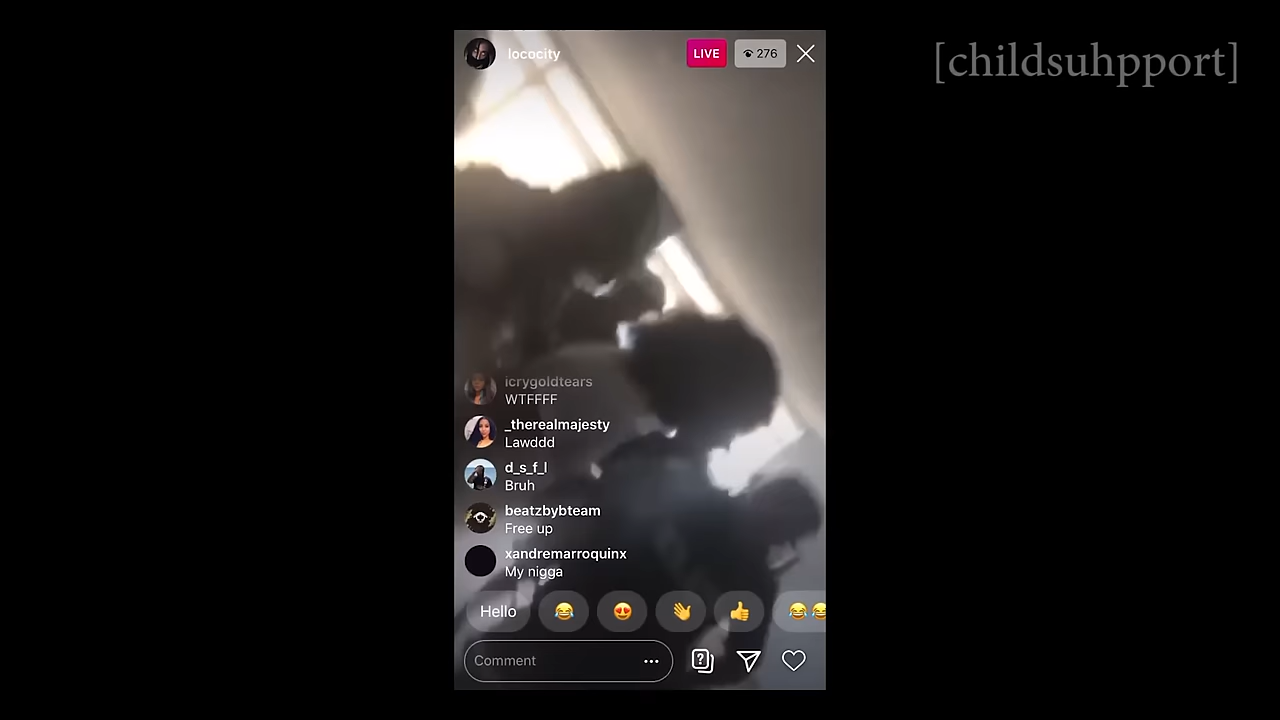 lococity
LIVE
276
[childsuhpport]
icrygoldtears
WTFFFF
_therealmajesty
Lawddd
d_s_f_l
Bruh
beatzbybteam
Free up
xandremarroquinx
My nigga
Hello
Comment